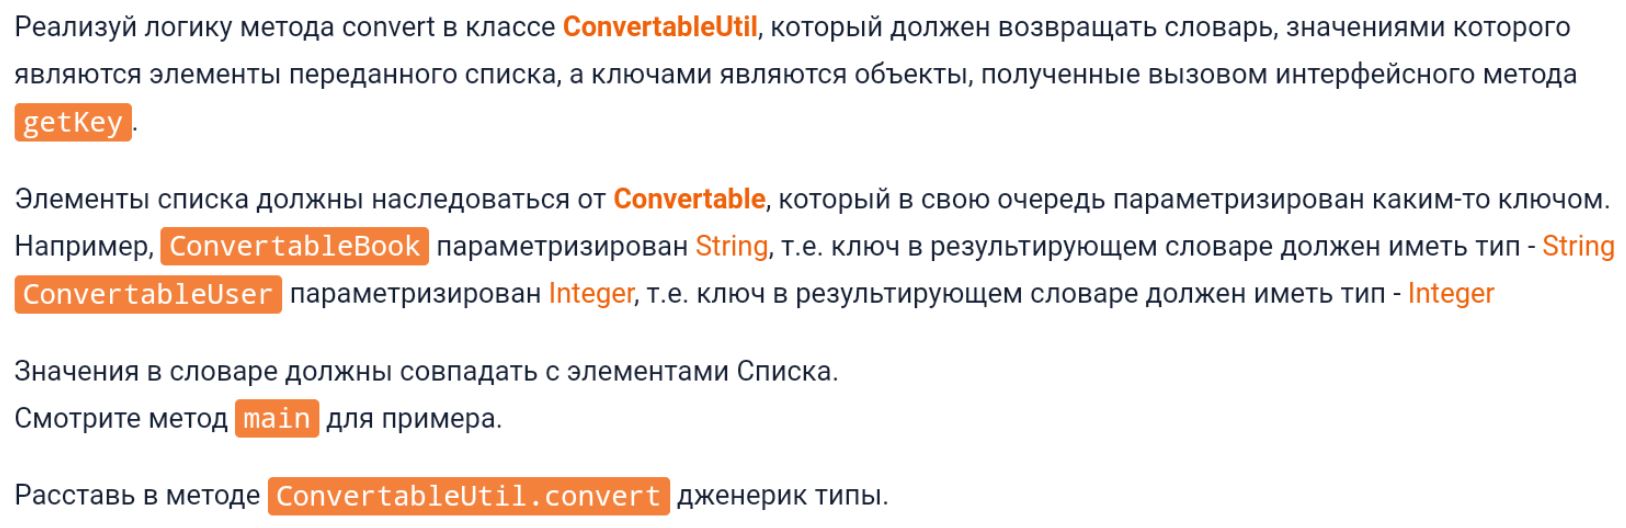 Реализуй логику метода convert в классе ConvertableUtil, который должен возвращать словарь, значениями которого
являются элементы переданного списка, а ключами являются объекты, полученные вызовом интерфейсного метода
getKey.
Элементы списка должны наследоваться от Convertable, который в свою очередь параметризирован каким-то ключом.
Например, ConvertableBook параметризирован String, т.е. ключ в результирующем словаре должен иметь тип - String
ConvertableUser параметризирован Integer, т.е. ключ в результирующем словаре должен иметь тип - Integer
Значения в словаре должны совпадать с элементами Списка.
Смотрите метод main для примера.
Расставь в методе ConvertableUtil.convert дженерик типы.